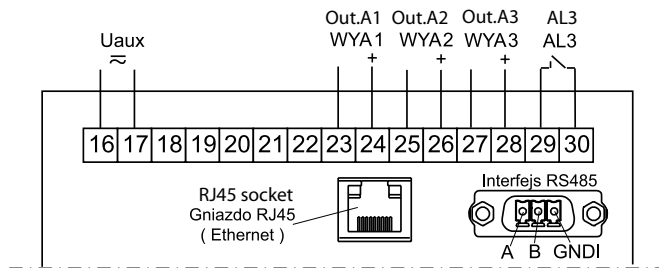 Out.A1 Out.A2 Out.A3 AL3
Uaux WYA1 WYA2 WYA3 AL3
+ + +
16 17 18 19 20 21 22 23 24 25 26 27 28 29 30
RJ45 socket
Gniazdo RJ45
( Ethernet )
Interfejs RS485
A B GNDI